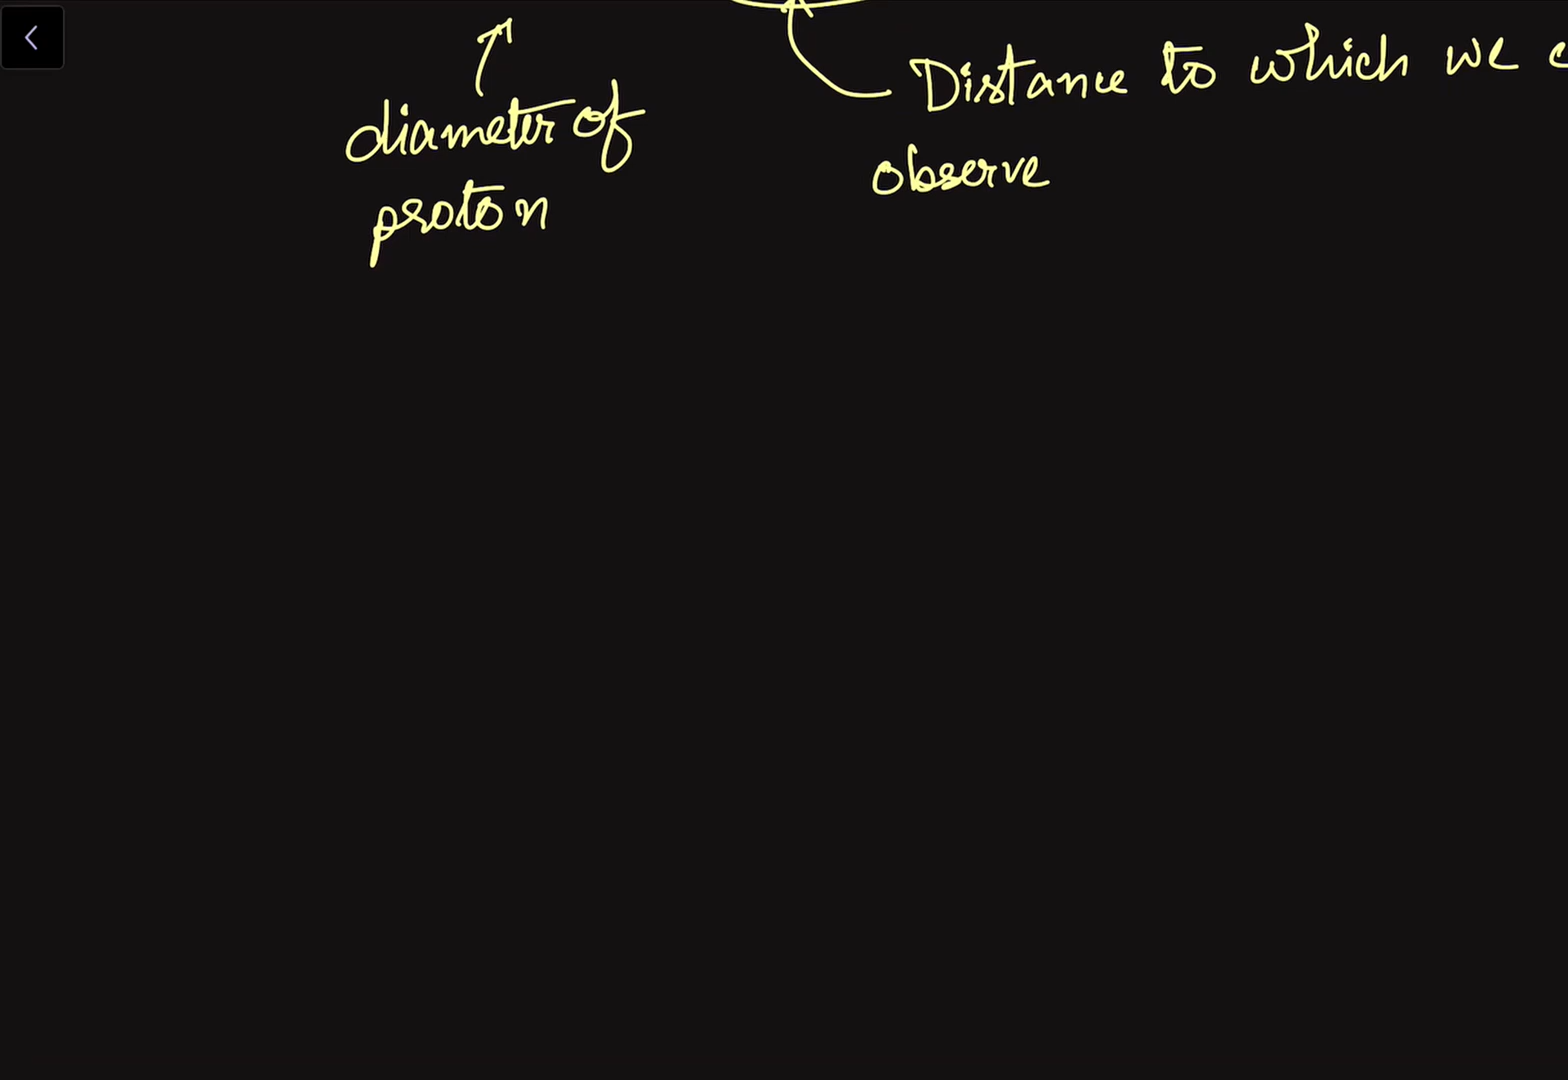 Distance to which we
observe
diameter of
proton